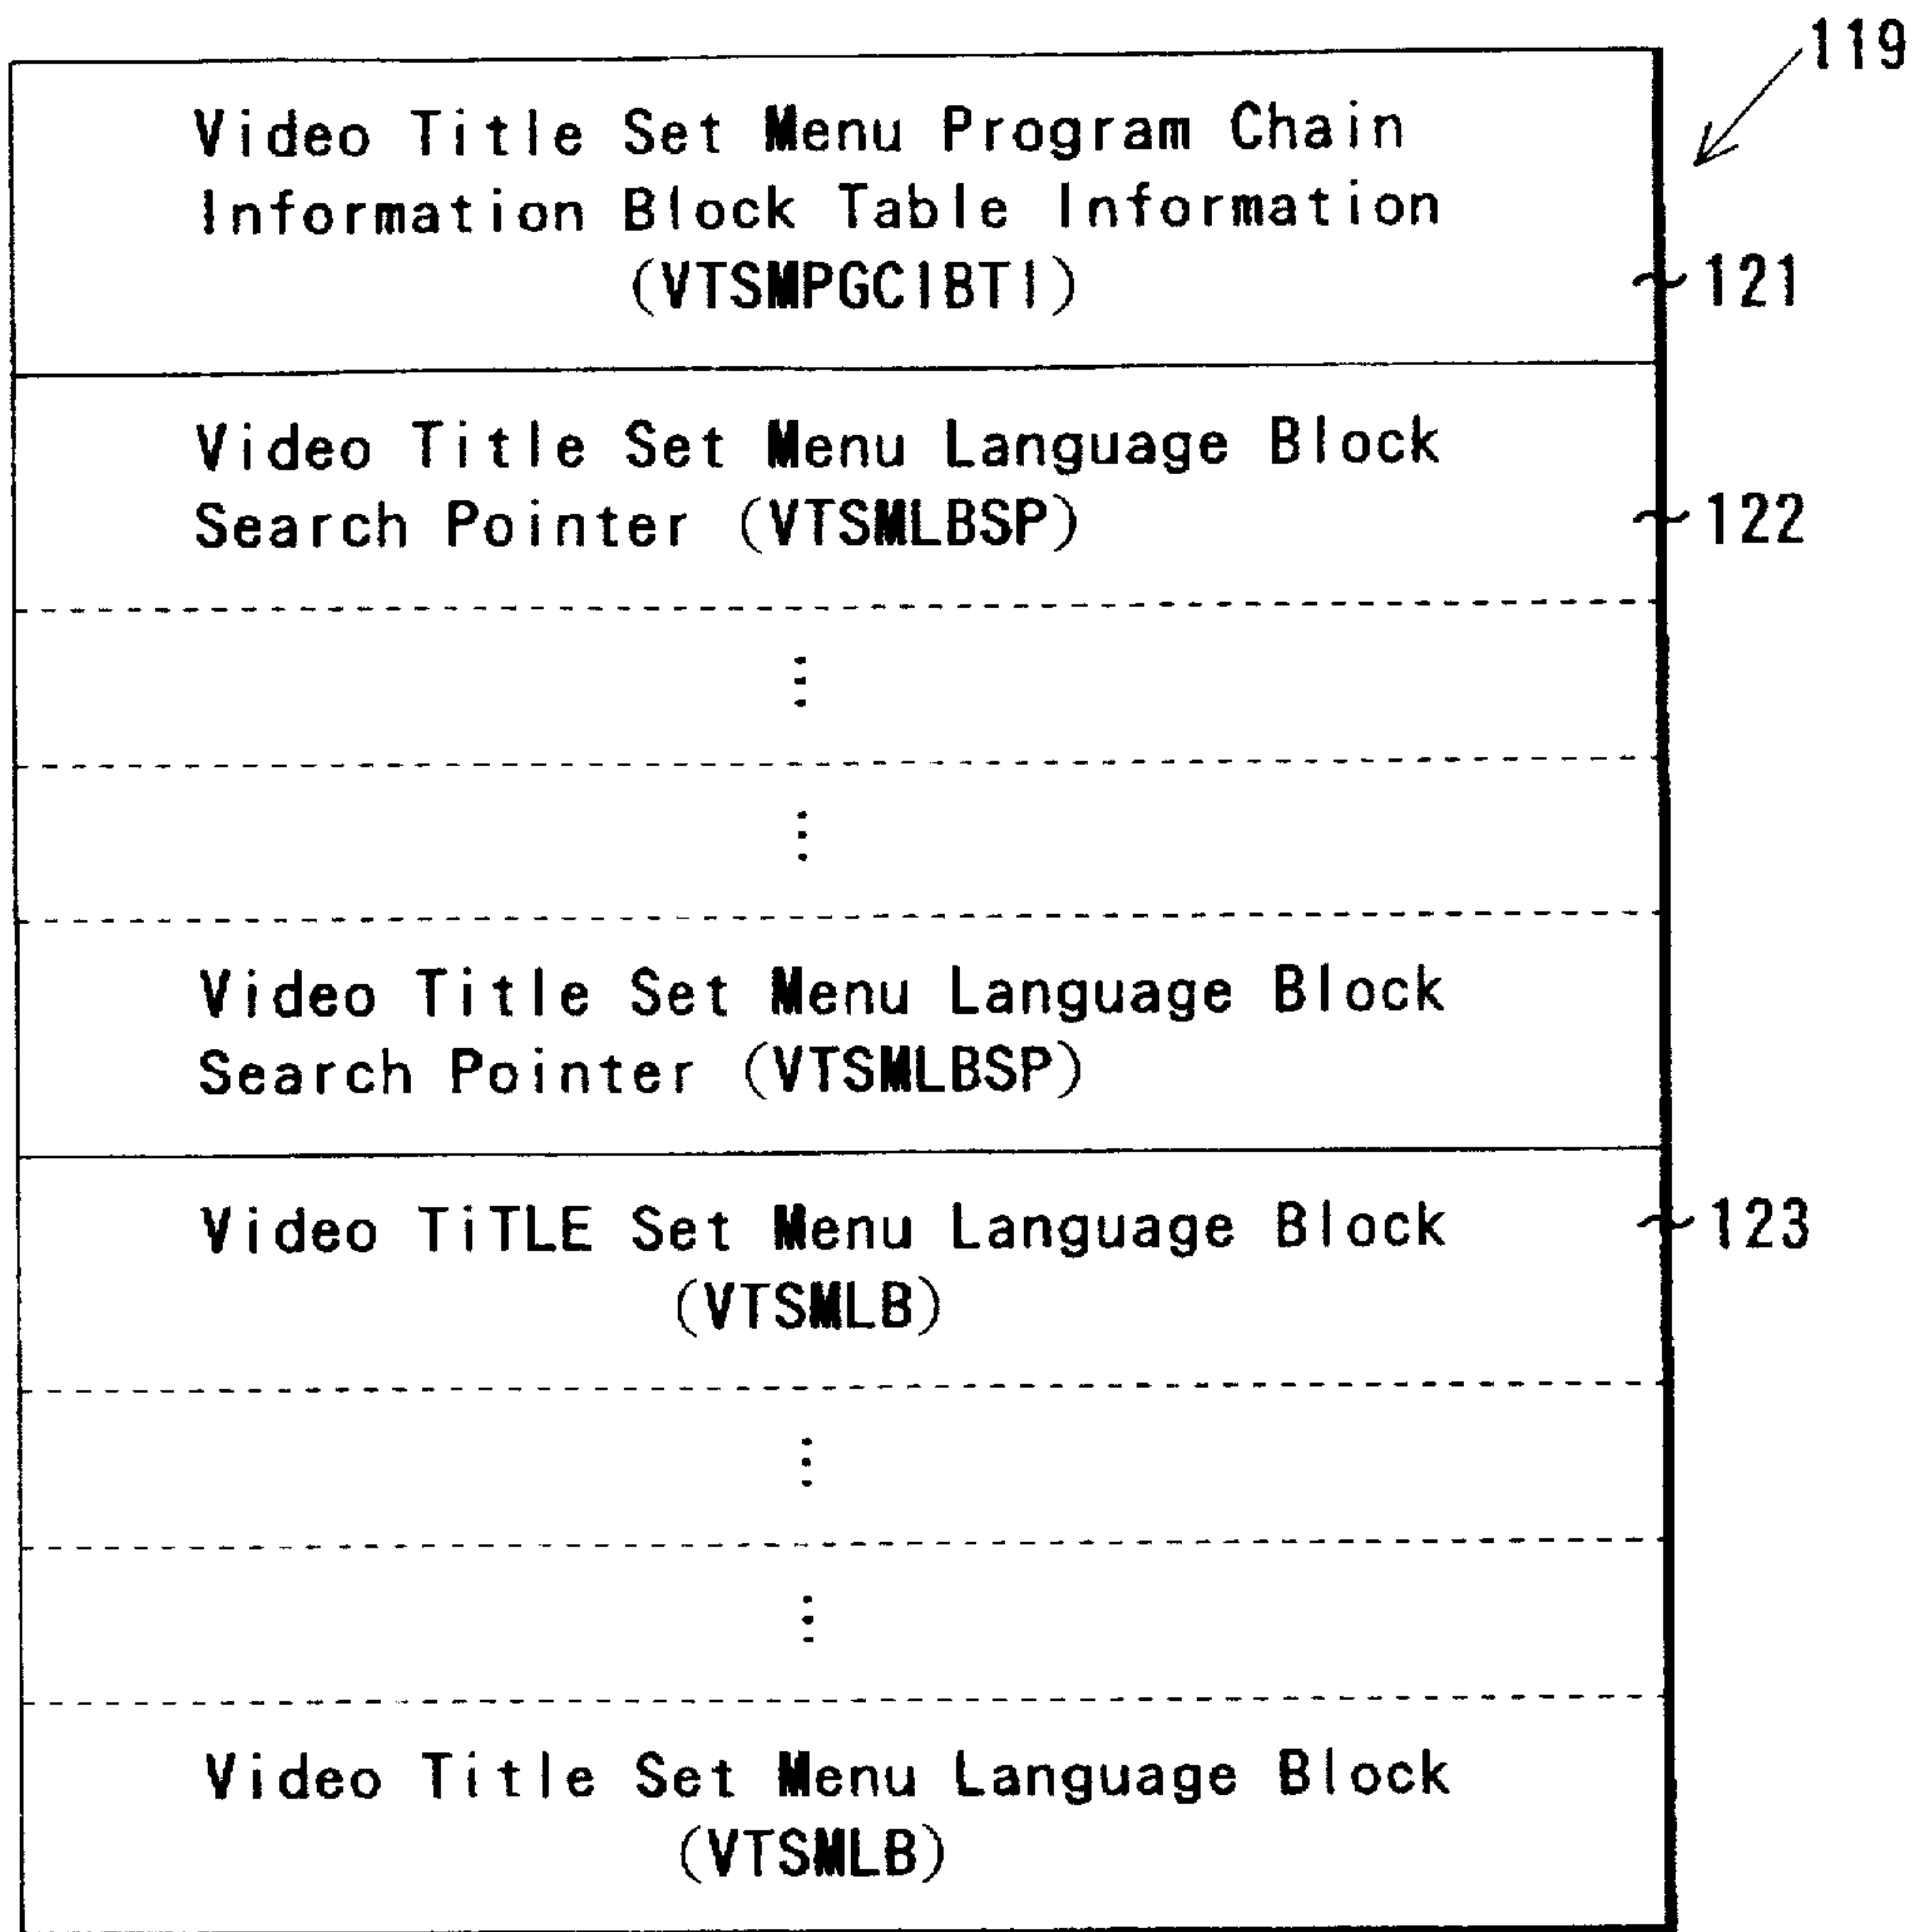 119
Video Title Set Menu Program Chain
Information Block Table Information
(VTSMPGCIBTI)
121
Video Title Set Menu Language Block
Search Pointer (VTSMLBSP)
122
Video Title Set Menu Language Block
Search Pointer (VTSMLBSP)
Video TiTLE Set Menu Language Block
123
(VTSMLB)
Video Title Set Menu Language Block
(VTSMLB)